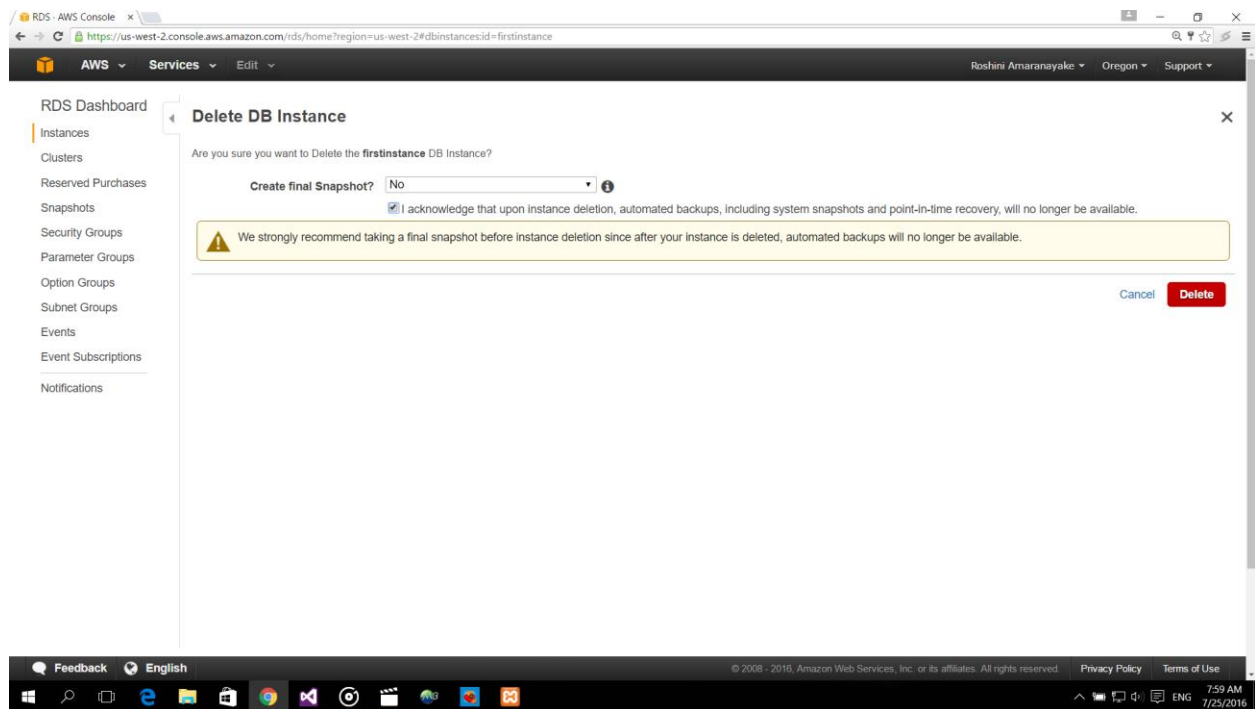 RDS · AWS Console
https://us-west-2.console.aws.amazon.com/rds/home?region=us-west-2#dbinstances:id=firstinstance
AWS Services Edit Roshini Amaranayake Oregon Support
RDS Dashboard
Instances
Clusters
Reserved Purchases
Snapshots
Security Groups
Parameter Groups
Option Groups
Subnet Groups
Events
Event Subscriptions
Notifications
Delete DB Instance
Are you sure you want to Delete the firstinstance DB Instance?
Create final Snapshot? No
I acknowledge that upon instance deletion, automated backups, including system snapshots and point-in-time recovery, will no longer be available.
We strongly recommend taking a final snapshot before instance deletion since after your instance is deleted, automated backups will no longer be available.
Cancel Delete
Feedback English © 2008 - 2016, Amazon Web Services, Inc. or its affiliates. All rights reserved. Privacy Policy Terms of Use
ENG 7:59 AM
7/25/2016